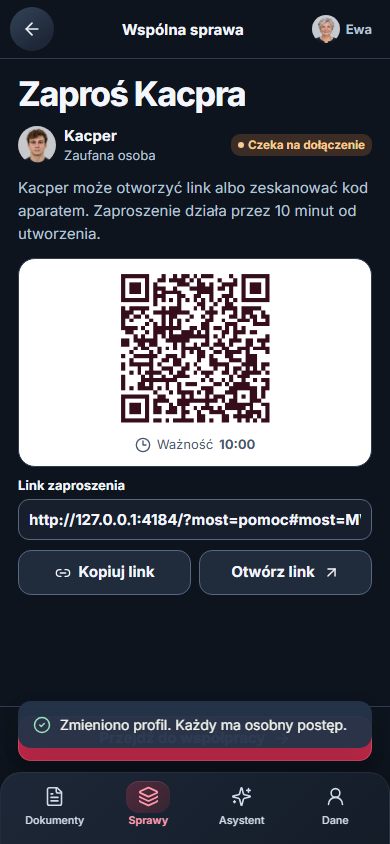 Wspólna sprawa
Ewa
Zaproś Kacpra
Kacper
Zaufana osoba
Czeka na dołączenie
Kacper może otworzyć link albo zeskanować kod
aparatem. Zaproszenie działa przez 10 minut od
utworzenia.
Ważność 10:00
Link zaproszenia
http://127.0.0.1:4184/?most=pomoc#most=M
Kopiuj link
Otwórz link
Zmieniono profil. Każdy ma osobny postęp.
Dokumenty
Sprawy
Asystent
Dane